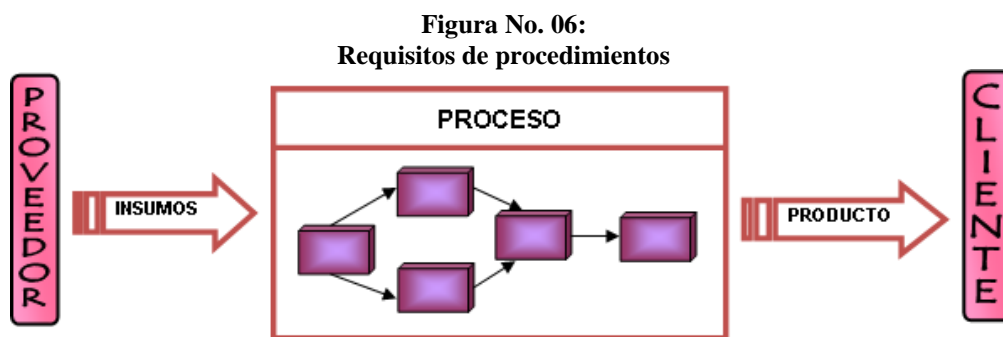 Figura No. 06:
Requisitos de procedimientos
PROVEEDOR
INSUMOS
PROCESO
PRODUCTO
CLIENTE